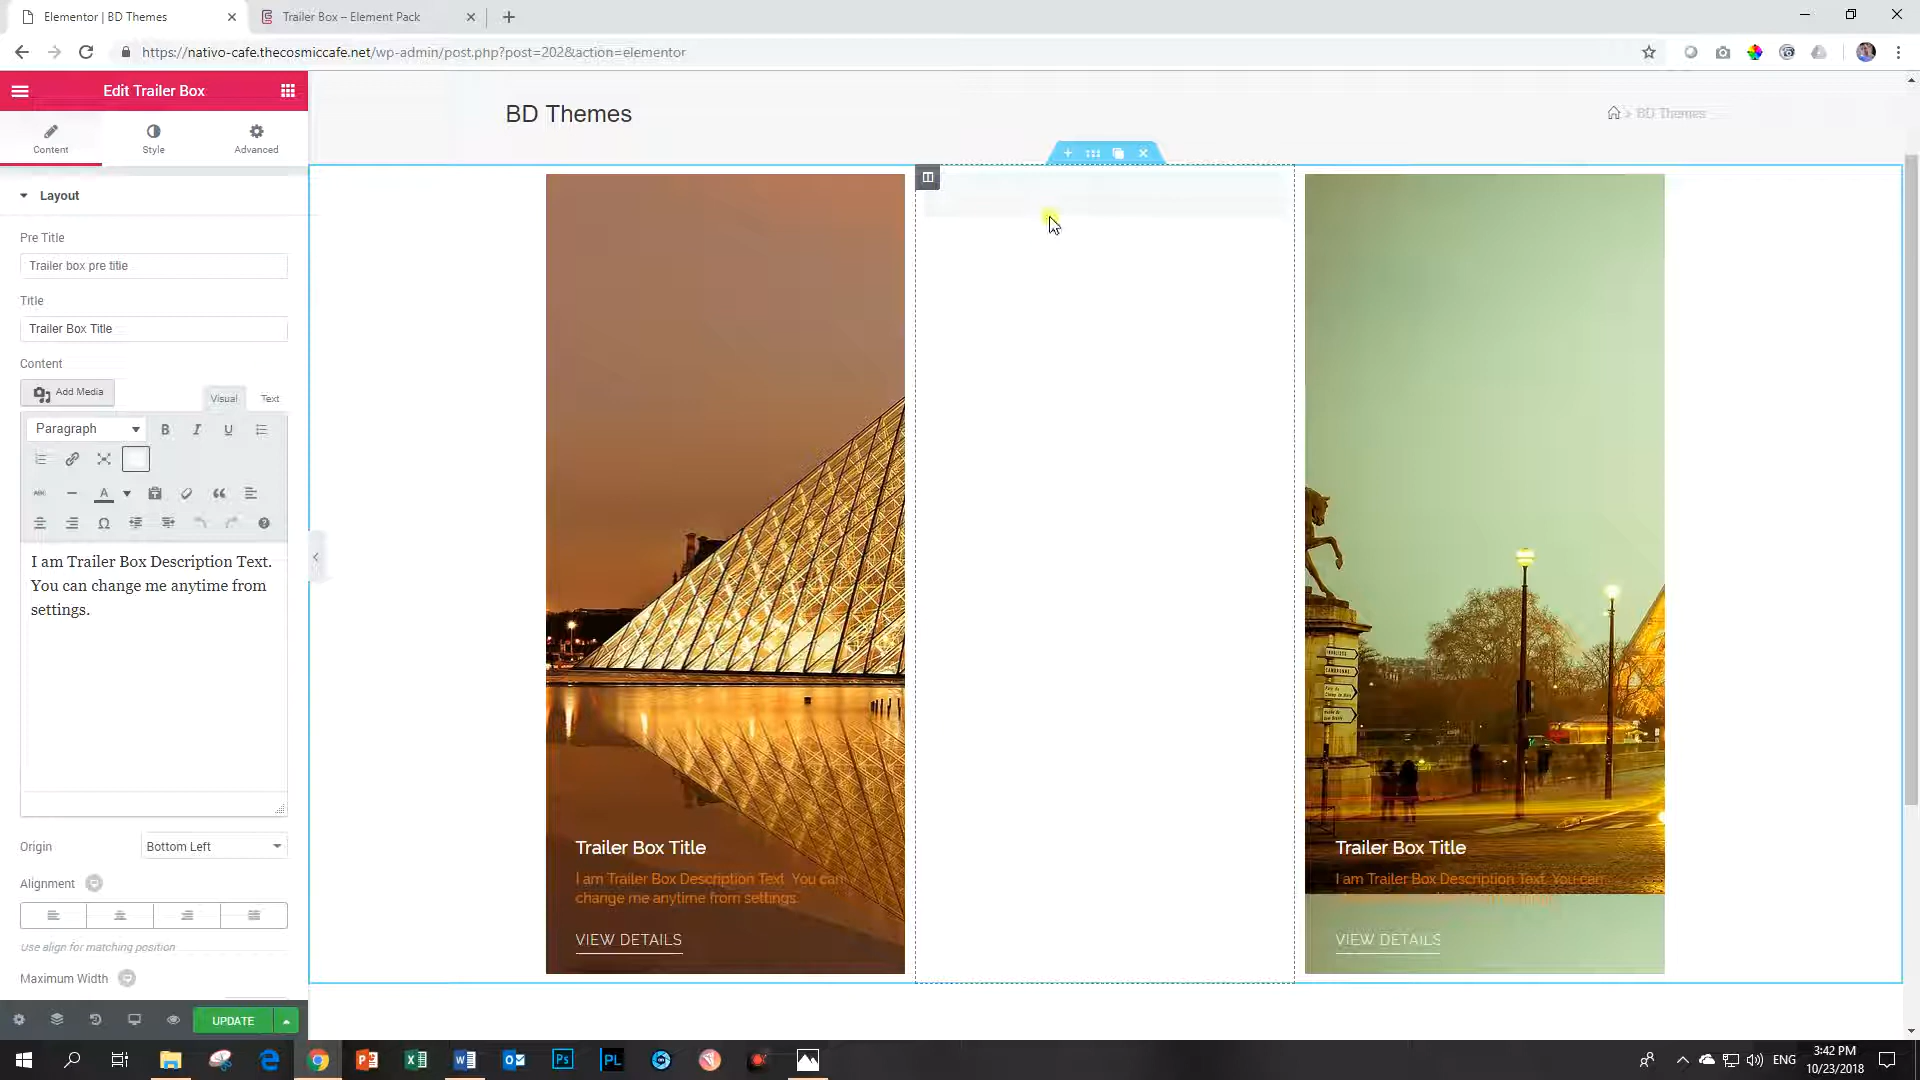 Elementor | BD Themes
Trailer Box – Element Pack
https://nativo-cafe.thecosmiccafe.net/wp-admin/post.php?post=202&action=elementor
Edit Trailer Box
Content
Style
Advanced
Layout
Pre Title
Trailer box pre title
Title
Trailer Box Title
Content
Add Media
Visual
Text
Paragraph
B
I
U
ABC
A
I am Trailer Box Description Text.
You can change me anytime from
settings.
Origin
Bottom Left
Alignment
Use align for matching position
Maximum Width
UPDATE
BD Themes
> BD Themes
Trailer Box Title
I am Trailer Box Description Text. You can
change me anytime from settings.
VIEW DETAILS
Trailer Box Title
I am Trailer Box Description Text. You can
VIEW DETAILS
Ps
PL
ENG
3:42 PM
10/23/2018